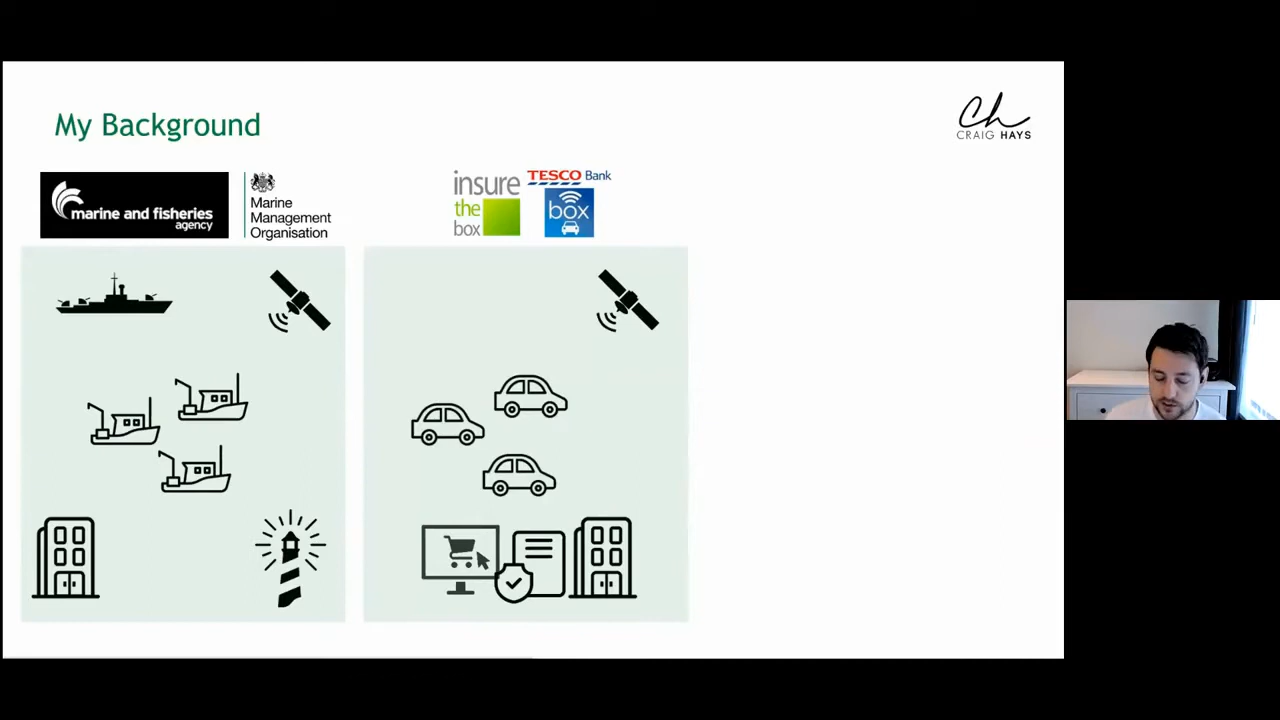 My Background
Ch
CRAIG HAYS
marine and fisheries
agency
Marine
Management
Organisation
insure
the
box
TESCO Bank
box